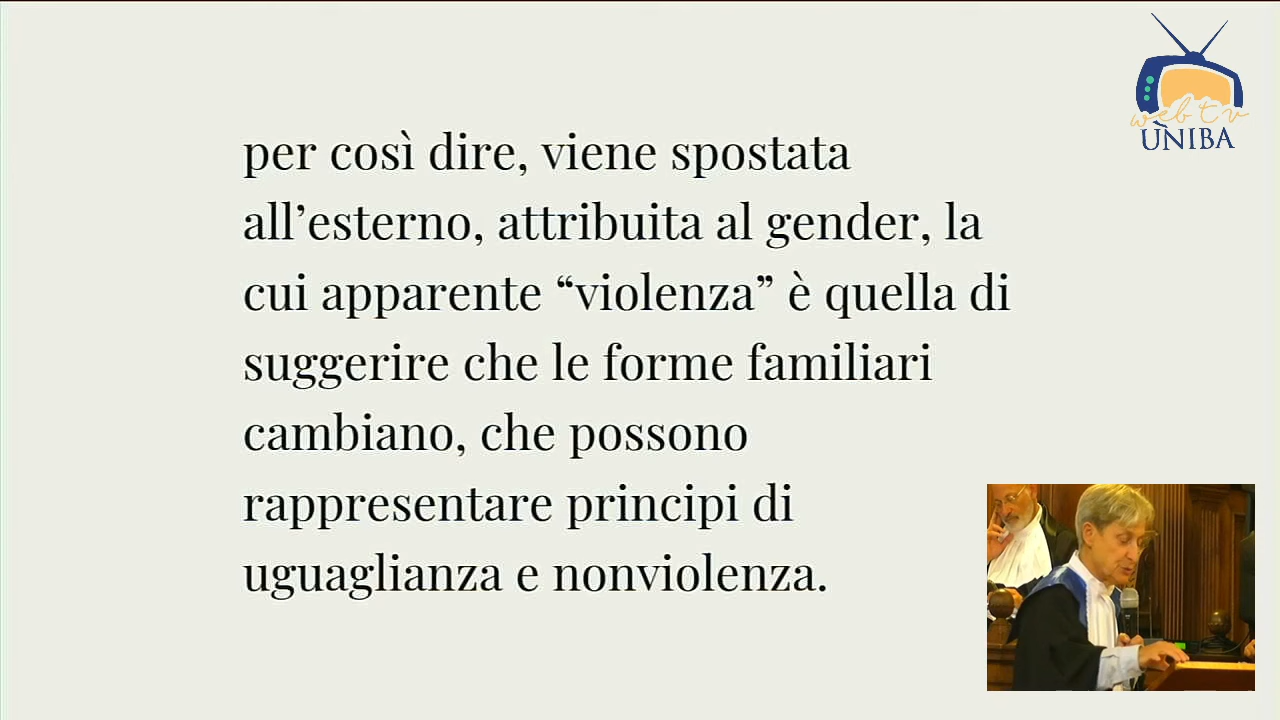 per così dire, viene spostata
all’esterno, attribuita al gender, la
cui apparente “violenza” è quella di
suggerire che le forme familiari
cambiano, che possono
rappresentare principi di
uguaglianza e nonviolenza.
web tv
UNIBA